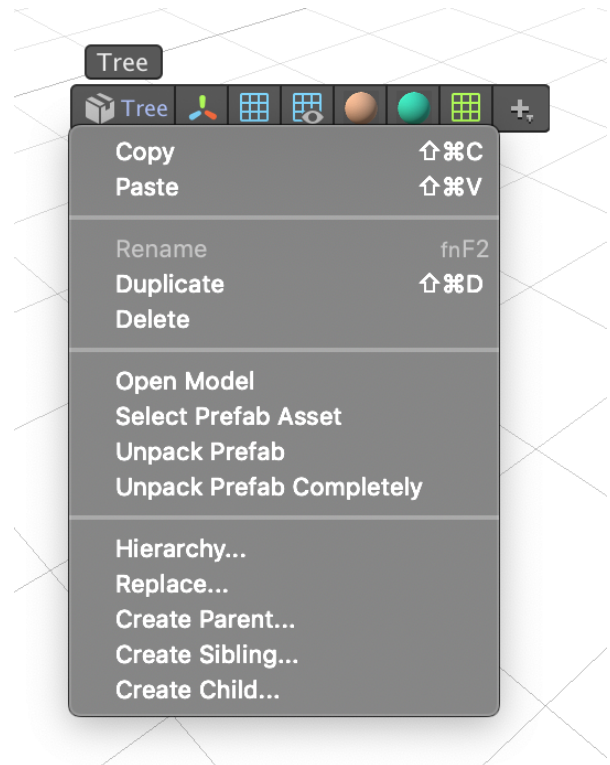 Tree
Tree
Copy ⇧⌘C
Paste ⇧⌘V
Rename fnF2
Duplicate ⇧⌘D
Delete
Open Model
Select Prefab Asset
Unpack Prefab
Unpack Prefab Completely
Hierarchy...
Replace...
Create Parent...
Create Sibling...
Create Child...